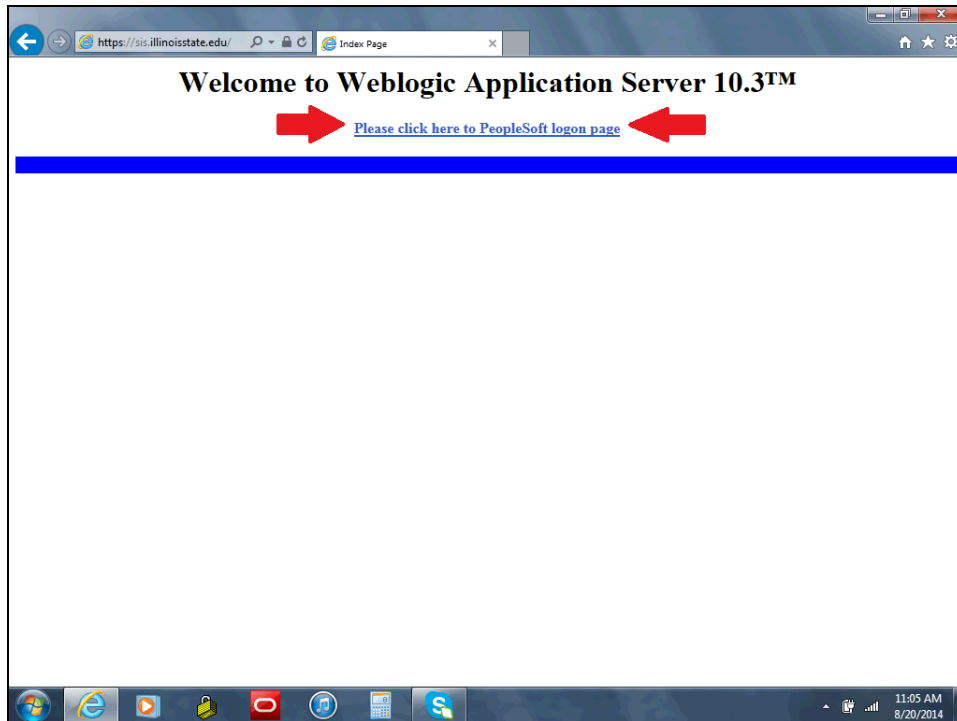 https://sis.illinoisstate.edu/
Index Page
Welcome to Weblogic Application Server 10.3™
Please click here to PeopleSoft logon page
11:05 AM
8/20/2014